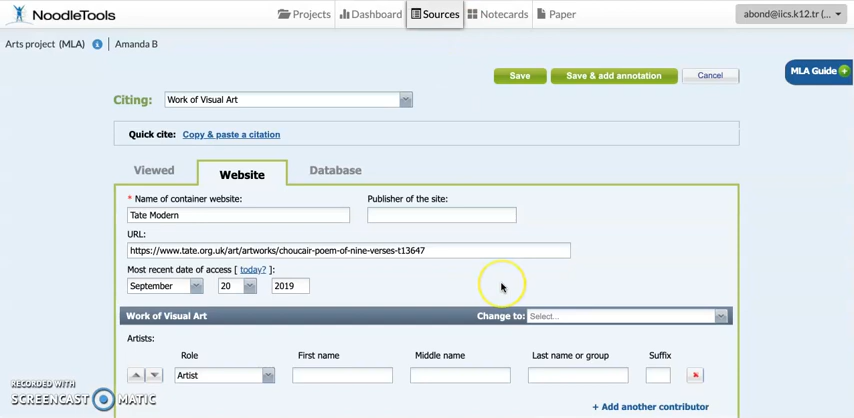 NoodleTools
Projects Dashboard Sources Notecards Paper
abond@iics.k12.tr (...
Arts project (MLA) i Amanda B
MLA Guide +
Save Save & add annotation Cancel
Citing: Work of Visual Art
Quick cite: Copy & paste a citation
Viewed Website Database
* Name of container website: Publisher of the site:
Tate Modern
URL:
https://www.tate.org.uk/art/artworks/choucair-poem-of-nine-verses-t13647
Most recent date of access [ today? ]:
September 20 2019
Work of Visual Art Change to: Select...
Artists:
Role First name Middle name Last name or group Suffix
Artist
+ Add another contributor
RECORDED WITH
SCREENCAST MATIC